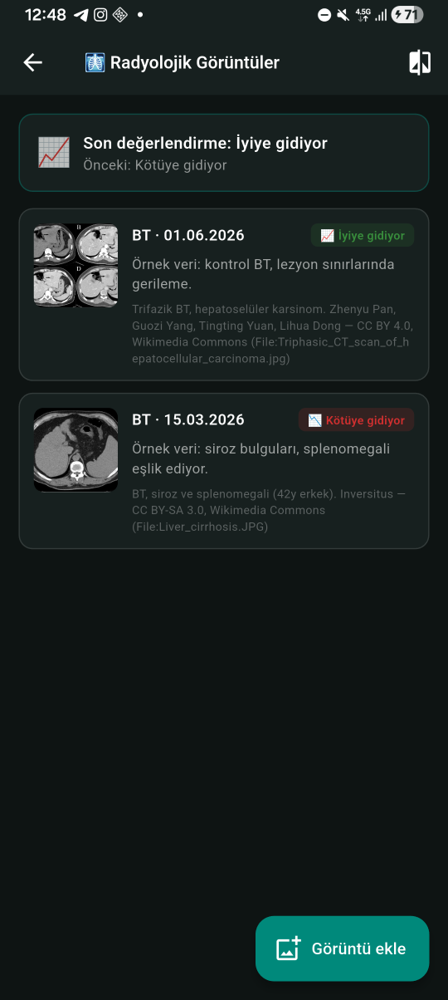 12:48
4.5G
71
Radyolojik Görüntüler
Son değerlendirme: İyiye gidiyor
Önceki: Kötüye gidiyor
B
D
BT · 01.06.2026
İyiye gidiyor
Örnek veri: kontrol BT, lezyon sınırlarında
gerileme.
Trifazik BT, hepatoselüler karsinom. Zhenyu Pan,
Guozi Yang, Tingting Yuan, Lihua Dong — CC BY 4.0,
Wikimedia Commons (File:Triphasic_CT_scan_of_h
epatocellular_carcinoma.jpg)
BT · 15.03.2026
Kötüye gidiyor
Örnek veri: siroz bulguları, splenomegali
eşlik ediyor.
BT, siroz ve splenomegali (42y erkek). Inversitus —
CC BY-SA 3.0, Wikimedia Commons
(File:Liver_cirrhosis.JPG)
Görüntü ekle